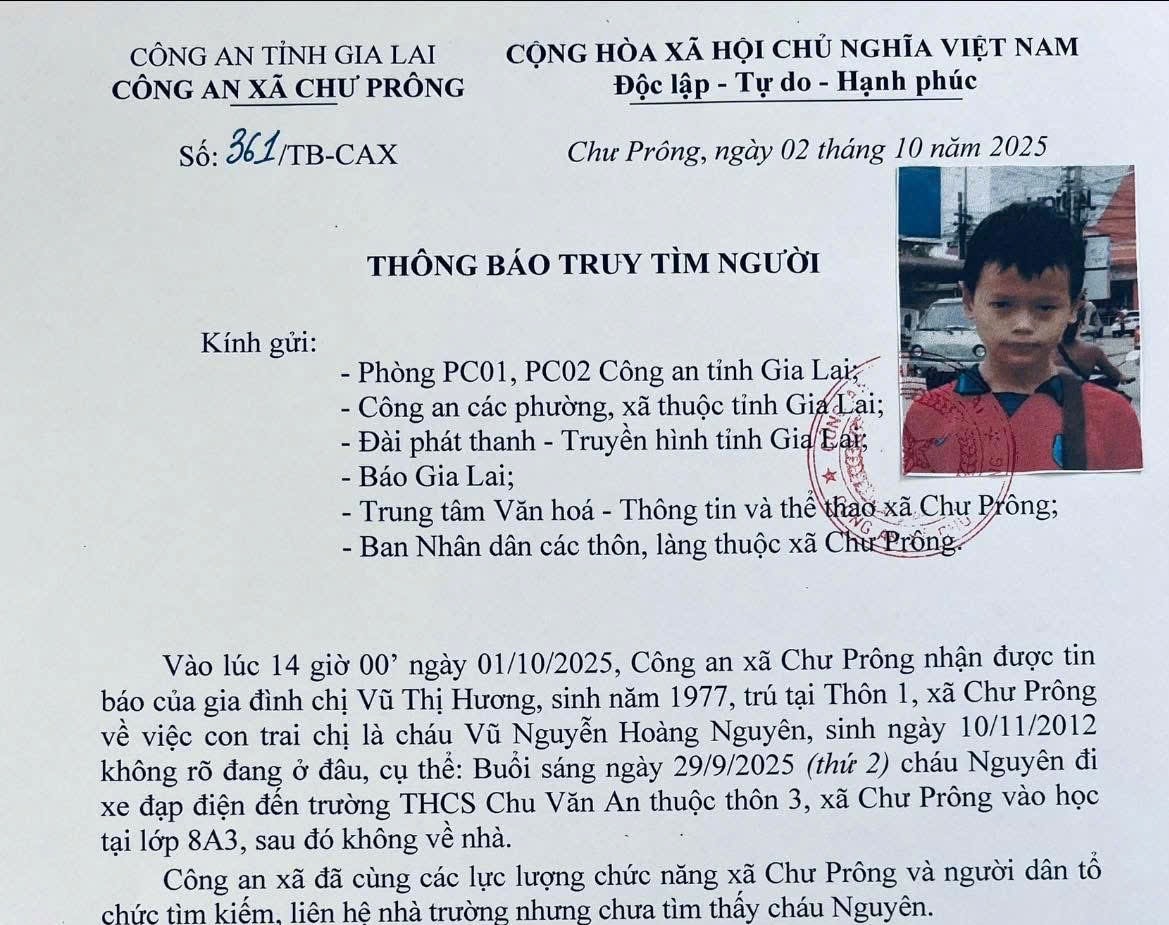 CÔNG AN TỈNH GIA LAI
CÔNG AN XÃ CHƯ PRÔNG
CỘNG HÒA XÃ HỘI CHỦ NGHĨA VIỆT NAM
Độc lập - Tự do - Hạnh phúc
Số: 361/TB-CAX
Chư Prông, ngày 02 tháng 10 năm 2025
THÔNG BÁO TRUY TÌM NGƯỜI
Kính gửi:
- Phòng PC01, PC02 Công an tỉnh Gia Lai;
- Công an các phường, xã thuộc tỉnh Gia Lai;
- Đài phát thanh - Truyền hình tỉnh Gia Lai;
- Báo Gia Lai;
- Trung tâm Văn hoá - Thông tin và thể thao xã Chư Prông;
- Ban Nhân dân các thôn, làng thuộc xã Chư Prông.
Vào lúc 14 giờ 00’ ngày 01/10/2025, Công an xã Chư Prông nhận được tin
báo của gia đình chị Vũ Thị Hương, sinh năm 1977, trú tại Thôn 1, xã Chư Prông
về việc con trai chị là cháu Vũ Nguyễn Hoàng Nguyên, sinh ngày 10/11/2012
không rõ đang ở đâu, cụ thể: Buổi sáng ngày 29/9/2025 (thứ 2) cháu Nguyên đi
xe đạp điện đến trường THCS Chu Văn An thuộc thôn 3, xã Chư Prông vào học
tại lớp 8A3, sau đó không về nhà.
Công an xã đã cùng các lực lượng chức năng xã Chư Prông và người dân tổ
chức tìm kiếm, liên hệ nhà trường nhưng chưa tìm thấy cháu Nguyên.